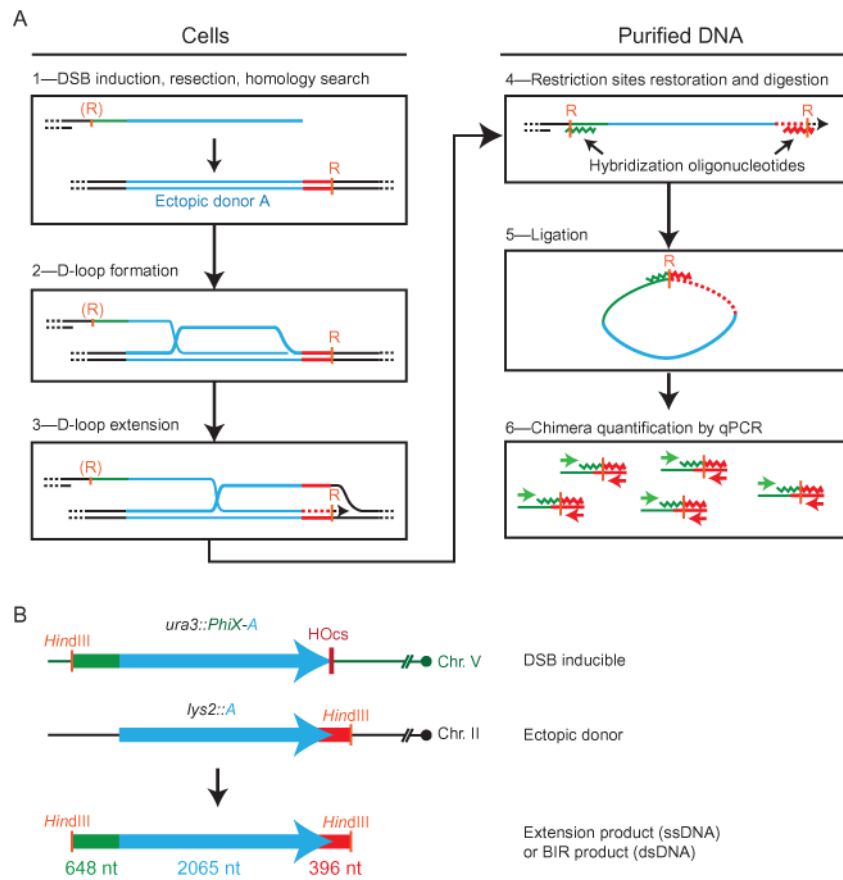 A
Cells
1—DSB induction, resection, homology search
(R)
R
Ectopic donor A
2—D-loop formation
(R)
R
3—D-loop extension
(R)
R
Purified DNA
4—Restriction sites restoration and digestion
R
R
Hybridization oligonucleotides
5—Ligation
R
6—Chimera quantification by qPCR
B
ura3::PhiX-A
HindIII
HOcs
Chr. V
DSB inducible
lys2::A
HindIII
Chr. II
Ectopic donor
HindIII
HindIII
Extension product (ssDNA)
or BIR product (dsDNA)
648 nt
2065 nt
396 nt